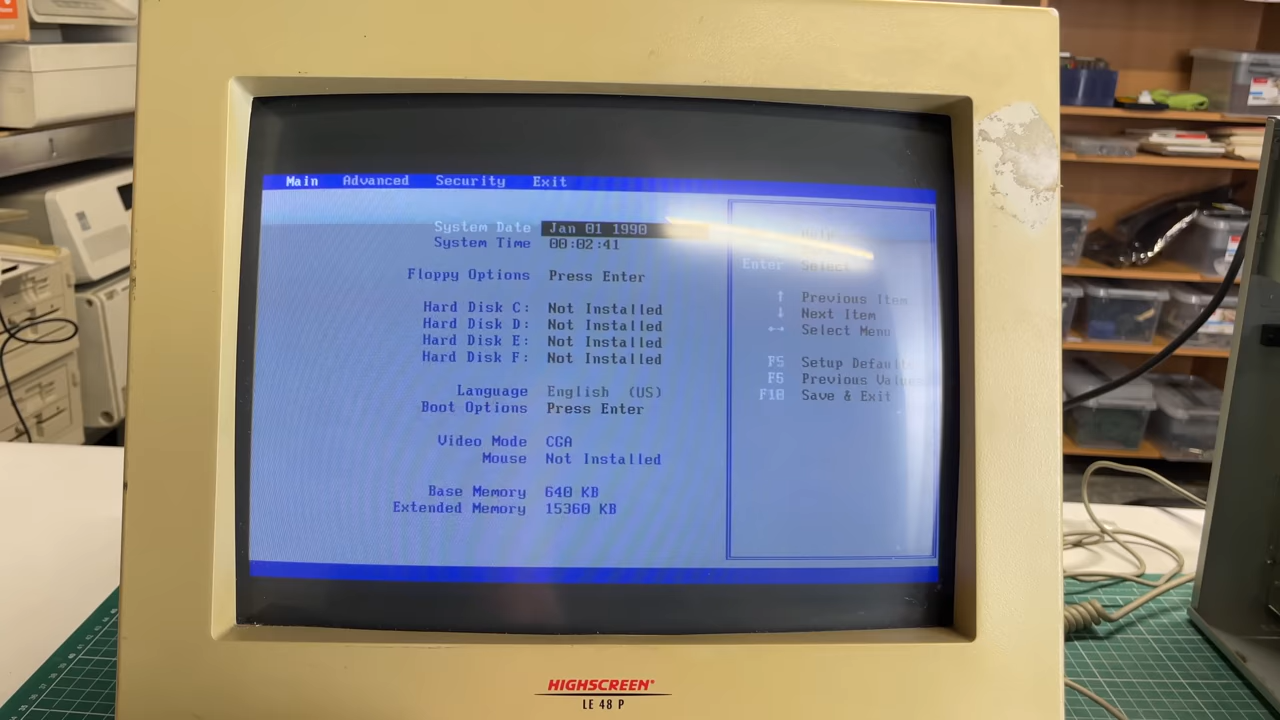 Main Advanced Security Exit
System Date Jan 01 1990
System Time 00:02:41
Floppy Options Press Enter
Hard Disk C: Not Installed
Hard Disk D: Not Installed
Hard Disk E: Not Installed
Hard Disk F: Not Installed
Language English (US)
Boot Options Press Enter
Video Mode CGA
Mouse Not Installed
Base Memory 640 KB
Extended Memory 15360 KB
Help
Enter Select
↑ Previous Item
↓ Next Item
←→ Select Menu
F5 Setup Defaults
F6 Previous Values
F10 Save & Exit
HIGHSCREEN
LE 48 P